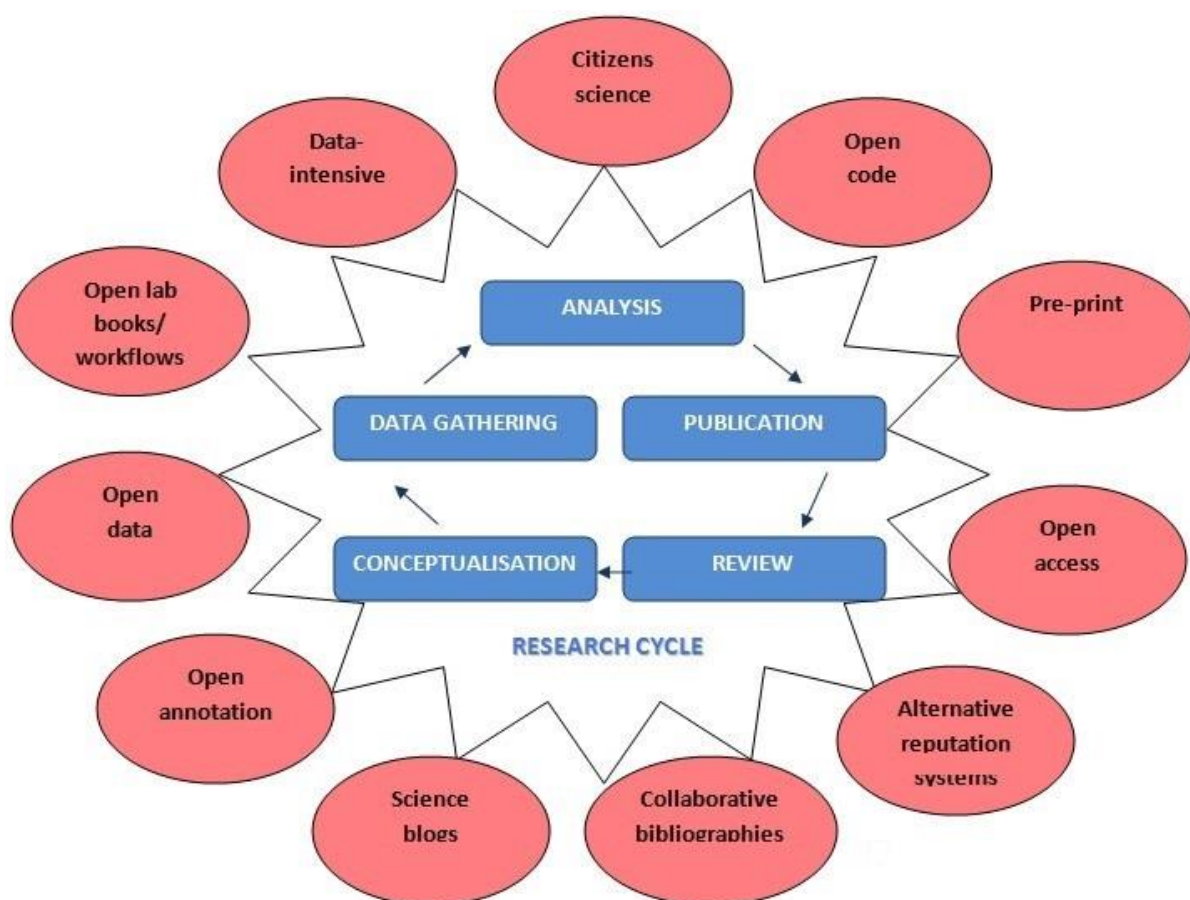 Citizens
science
Data-
intensive
Open
code
Open lab
books/
workflows
Pre-print
ANALYSIS
DATA GATHERING
PUBLICATION
Open
data
Open
access
CONCEPTUALISATION
REVIEW
RESEARCH CYCLE
Open
annotation
Alternative
reputation
systems
Science
blogs
Collaborative
bibliographies